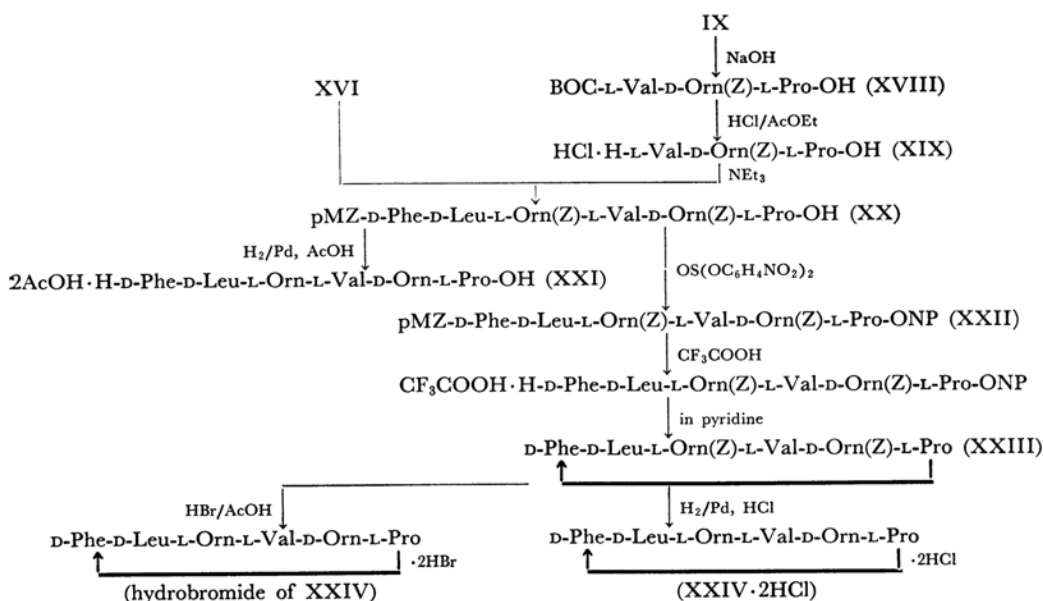 IX
NaOH
XVI
BOC-L-Val-D-Orn(Z)-L-Pro-OH (XVIII)
HCl/AcOEt
HCl·H-L-Val-D-Orn(Z)-L-Pro-OH (XIX)
NEt₃
pMZ-D-Phe-D-Leu-L-Orn(Z)-L-Val-D-Orn(Z)-L-Pro-OH (XX)
H₂/Pd, AcOH
OS(OC₆H₄NO₂)₂
2AcOH·H-D-Phe-D-Leu-L-Orn-L-Val-D-Orn-L-Pro-OH (XXI)
pMZ-D-Phe-D-Leu-L-Orn(Z)-L-Val-D-Orn(Z)-L-Pro-ONP (XXII)
CF₃COOH
CF₃COOH·H-D-Phe-D-Leu-L-Orn(Z)-L-Val-D-Orn(Z)-L-Pro-ONP
in pyridine
D-Phe-D-Leu-L-Orn(Z)-L-Val-D-Orn(Z)-L-Pro (XXIII)
HBr/AcOH
H₂/Pd, HCl
D-Phe-D-Leu-L-Orn-L-Val-D-Orn-L-Pro
·2HBr
(hydrobromide of XXIV)
D-Phe-D-Leu-L-Orn-L-Val-D-Orn-L-Pro
·2HCl
(XXIV·2HCl)